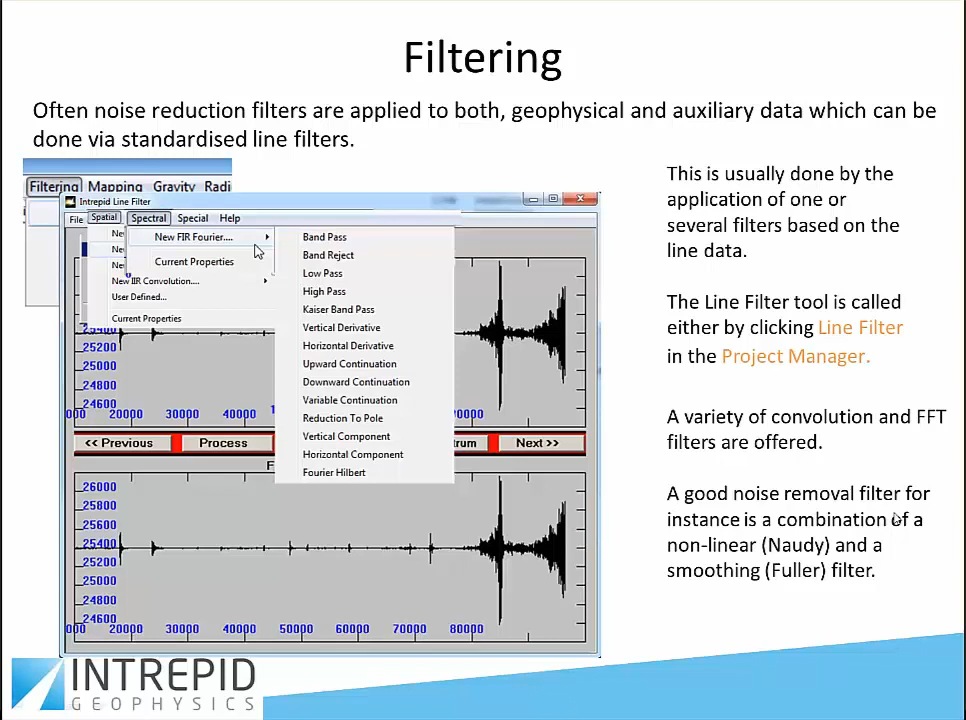 Filtering
Often noise reduction filters are applied to both, geophysical and auxiliary data which can be
done via standardised line filters.
Filtering Mapping Gravity Radi
Intrepid Line Filter
File Spatial Spectral Special Help
New FIR Fourier....
Current Properties
New IIR Convolution....
User Defined...
Current Properties
Band Pass
Band Reject
Low Pass
High Pass
Kaiser Band Pass
Vertical Derivative
Horizontal Derivative
Upward Continuation
Downward Continuation
Variable Continuation
Reduction To Pole
Vertical Component
Horizontal Component
Fourier Hilbert
25400
25200
25000
24800
24600
000 20000 30000 40000 0000
<< Previous Process trum Next >>
F
26000
25800
25600
25400
25200
25000
24800
24600
000 20000 30000 40000 50000 60000 70000 80000
This is usually done by the
application of one or
several filters based on the
line data.
The Line Filter tool is called
either by clicking Line Filter
in the Project Manager.
A variety of convolution and FFT
filters are offered.
A good noise removal filter for
instance is a combination of a
non-linear (Naudy) and a
smoothing (Fuller) filter.
INTREPID
GEOPHYSICS